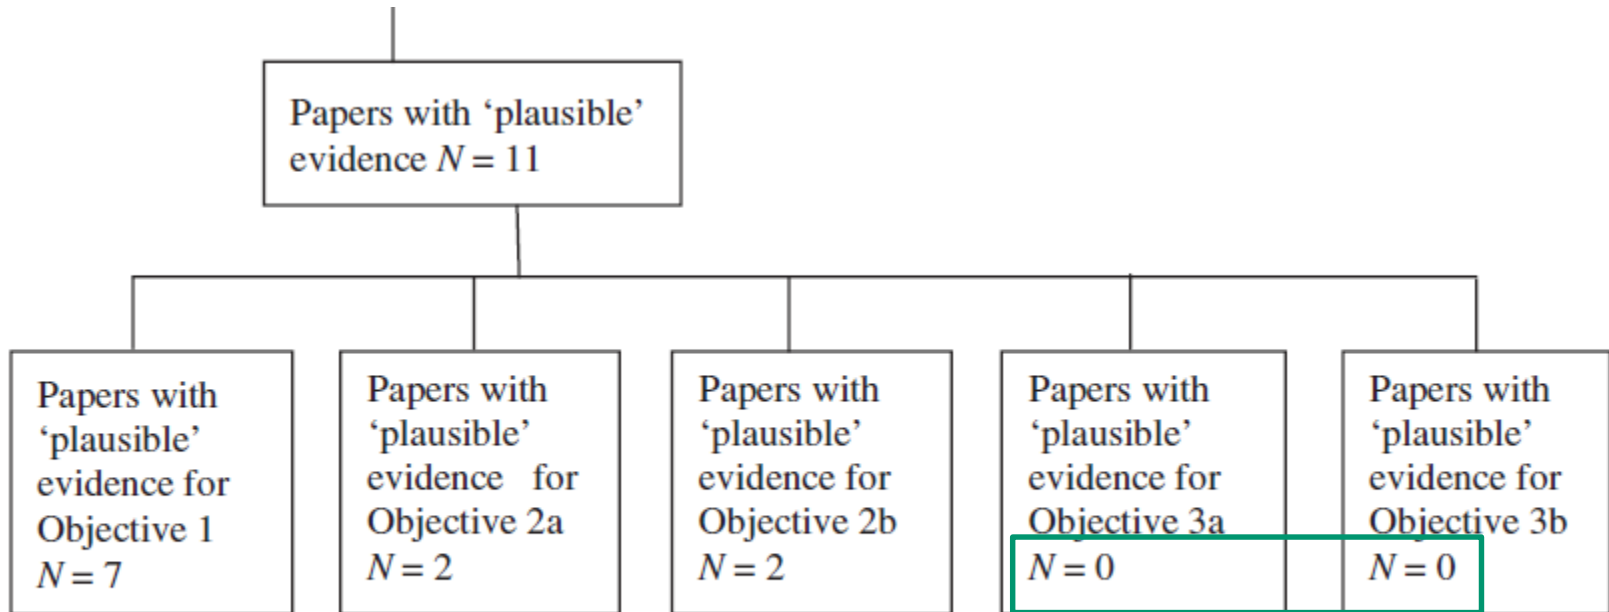 Papers with ‘plausible’
evidence N = 11
Papers with
‘plausible’
evidence for
Objective 1
N = 7
Papers with
‘plausible’
evidence for
Objective 2a
N = 2
Papers with
‘plausible’
evidence for
Objective 2b
N = 2
Papers with
‘plausible’
evidence for
Objective 3a
N = 0
Papers with
‘plausible’
evidence for
Objective 3b
N = 0